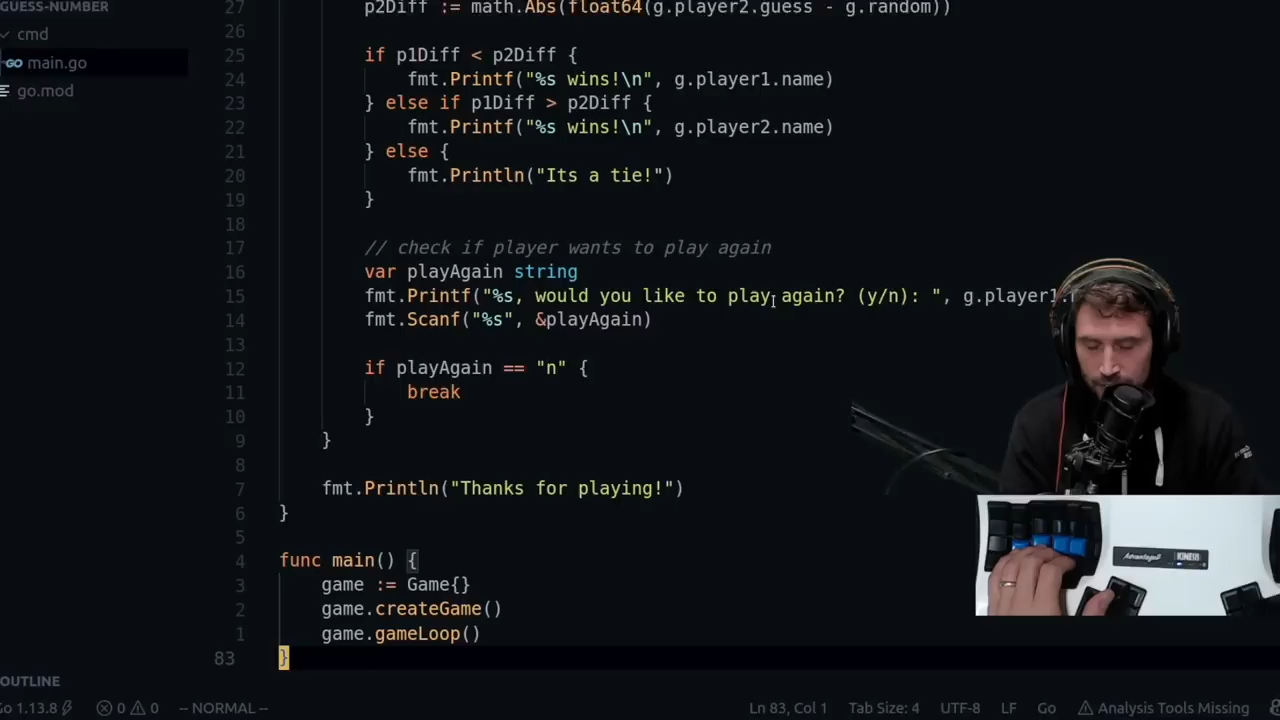 GUESS-NUMBER
cmd
main.go
go.mod
27 p2Diff := math.Abs(float64(g.player2.guess - g.random))
26
25 if p1Diff < p2Diff {
24 fmt.Printf("%s wins!\n", g.player1.name)
23 } else if p1Diff > p2Diff {
22 fmt.Printf("%s wins!\n", g.player2.name)
21 } else {
20 fmt.Println("Its a tie!")
19 }
18
17 // check if player wants to play again
16 var playAgain string
15 fmt.Printf("%s, would you like to play again? (y/n): ", g.player1.
14 fmt.Scanf("%s", &playAgain)
13
12 if playAgain == "n" {
11 break
10 }
9 }
8
7 fmt.Println("Thanks for playing!")
6 }
5
4 func main() {
3 game := Game{}
2 game.createGame()
1 game.gameLoop()
83 }
OUTLINE
Go 1.13.8 0 0 -- NORMAL -- Ln 83, Col 1 Tab Size: 4 UTF-8 LF Go Analysis Tools Missing
Advantage2 KINESIS